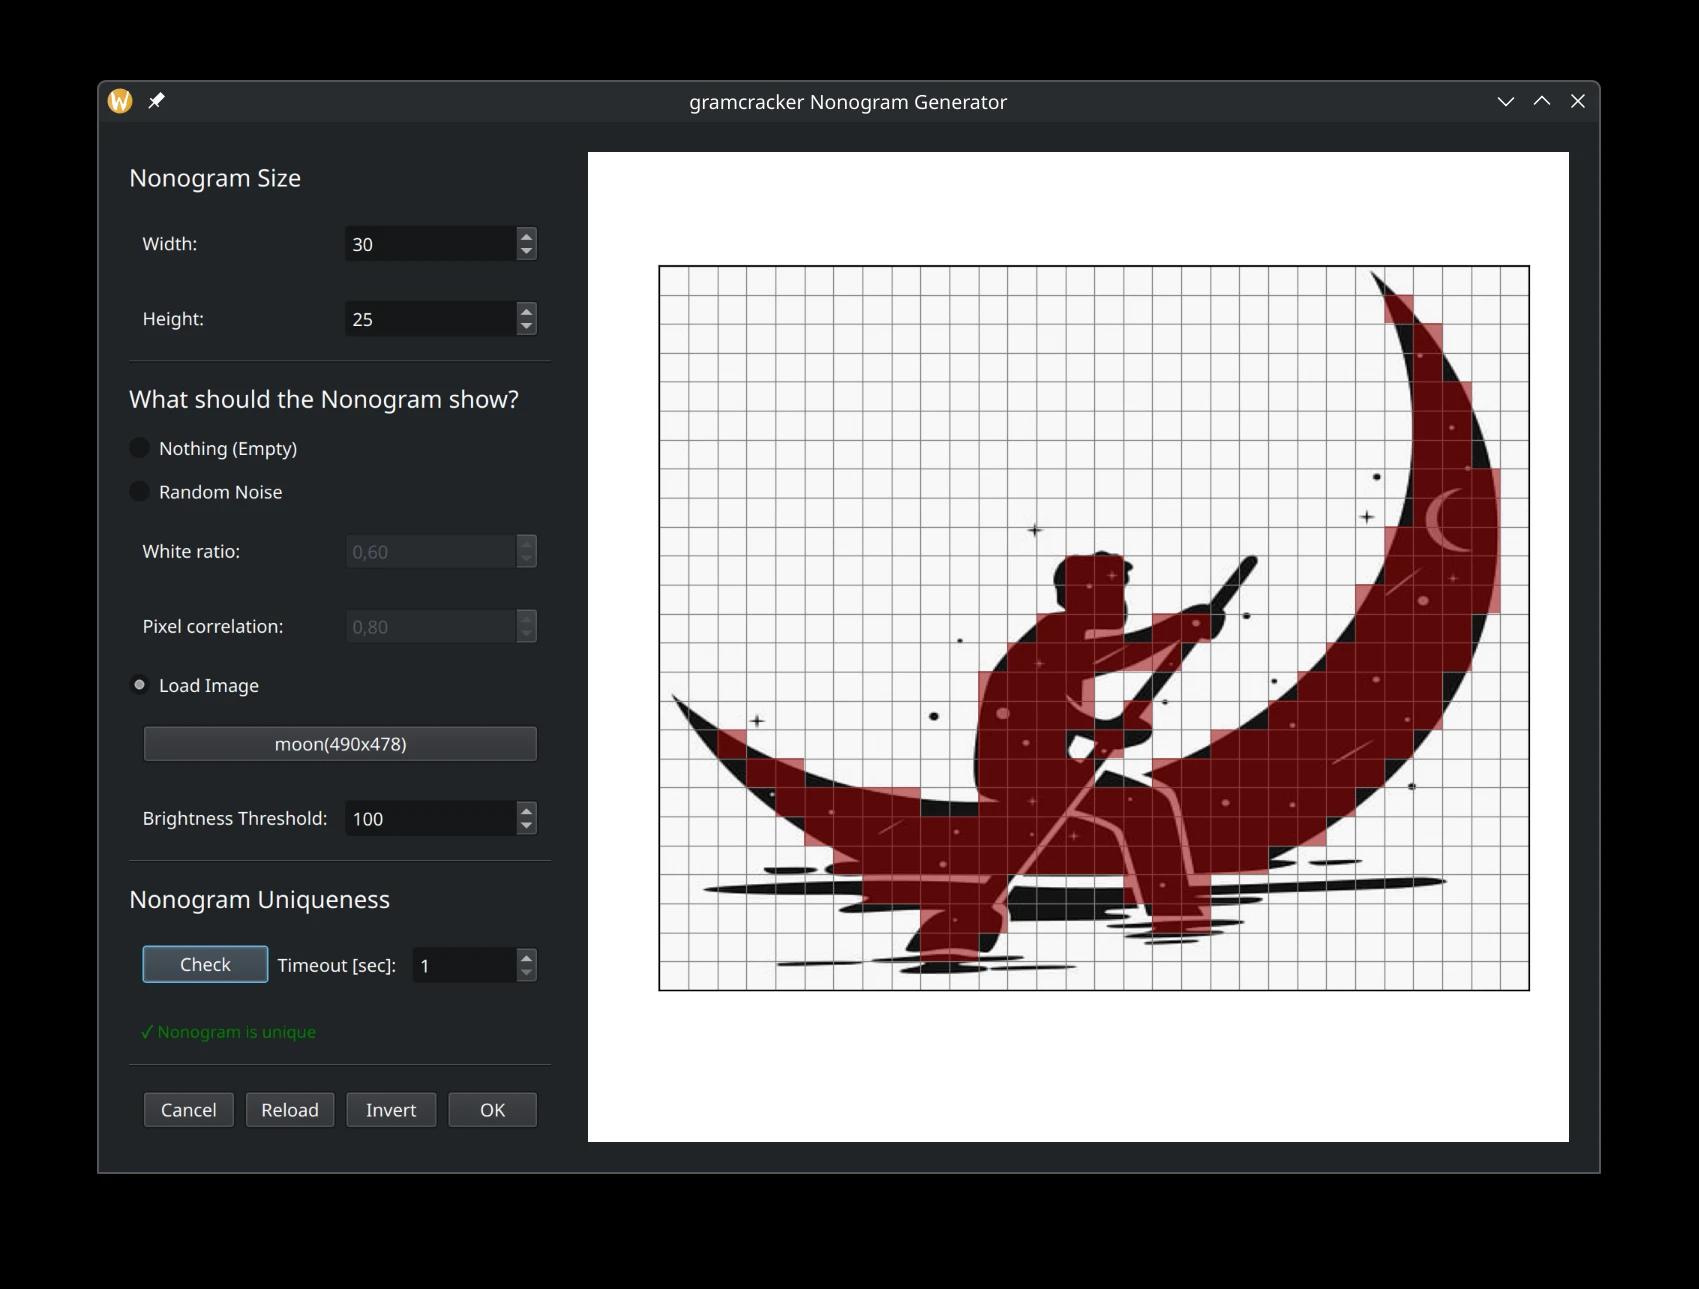 W
gramcracker Nonogram Generator
Nonogram Size
Width:
30
Height:
25
What should the Nonogram show?
Nothing (Empty)
Random Noise
White ratio:
0,60
Pixel correlation:
0,80
Load Image
moon(490x478)
Brightness Threshold:
100
Nonogram Uniqueness
Check
Timeout [sec]:
1
✓ Nonogram is unique
Cancel
Reload
Invert
OK